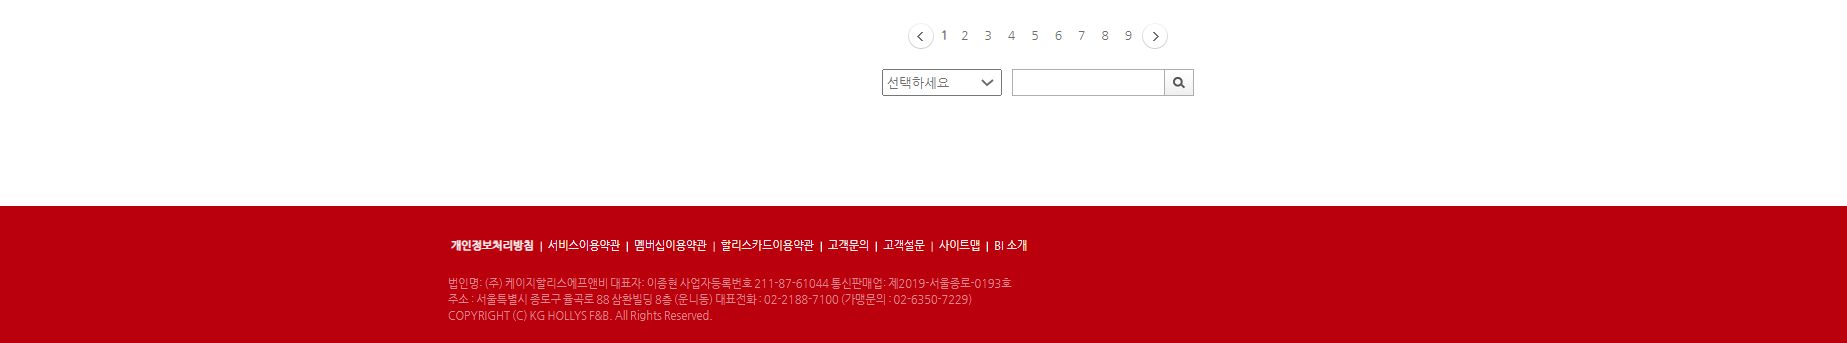 1 2 3 4 5 6 7 8 9
선택하세요
개인정보처리방침 | 서비스이용약관 | 멤버십이용약관 | 할리스카드이용약관 | 고객문의 | 고객설문 | 사이트맵 | BI 소개
법인명: (주) 케이지할리스에프앤비 대표자: 이종현 사업자등록번호 211-87-61044 통신판매업: 제2019-서울종로-0193호
주소 : 서울특별시 종로구 율곡로 88 삼환빌딩 8층 (운니동) 대표전화 : 02-2188-7100 (가맹문의 : 02-6350-7229)
COPYRIGHT (C) KG HOLLYS F&B. All Rights Reserved.